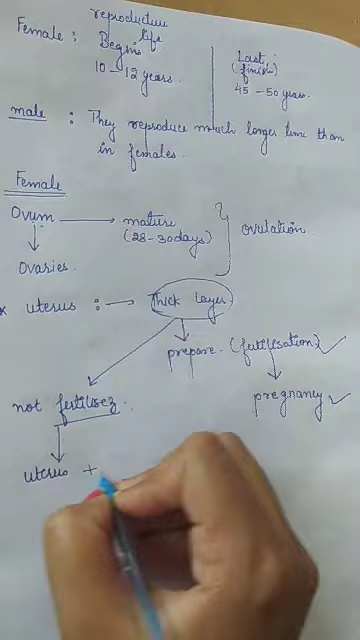 Female : reproductive life
Begins
10 - 12 years.
Last
(finish)
45 - 50 years.
male : They reproduce much longer time than
in females.
Female
Ovum → mature
(28-30 days)
ovulation.
Ovaries.
x uterus : → Thick layer.
prepare (fertilisation) ✓
not fertilised.
pregnancy ✓
uterus +